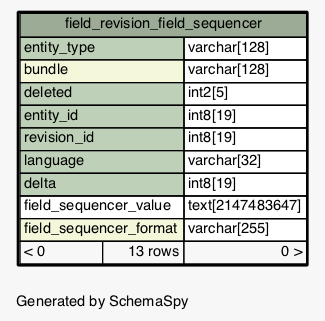 field_revision_field_sequencer
entity_type varchar[128]
bundle varchar[128]
deleted int2[5]
entity_id int8[19]
revision_id int8[19]
language varchar[32]
delta int8[19]
field_sequencer_value text[2147483647]
field_sequencer_format varchar[255]
< 0 13 rows 0 >
Generated by SchemaSpy